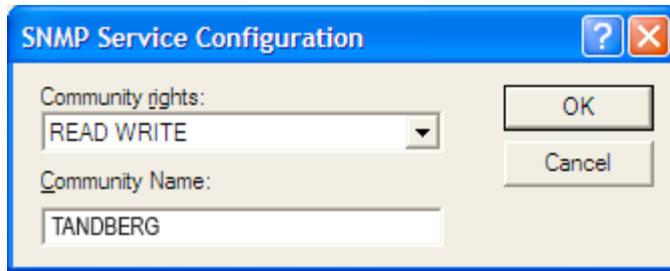 SNMP Service Configuration
?
Community rights:
OK
READ WRITE
Cancel
Community Name:
TANDBERG